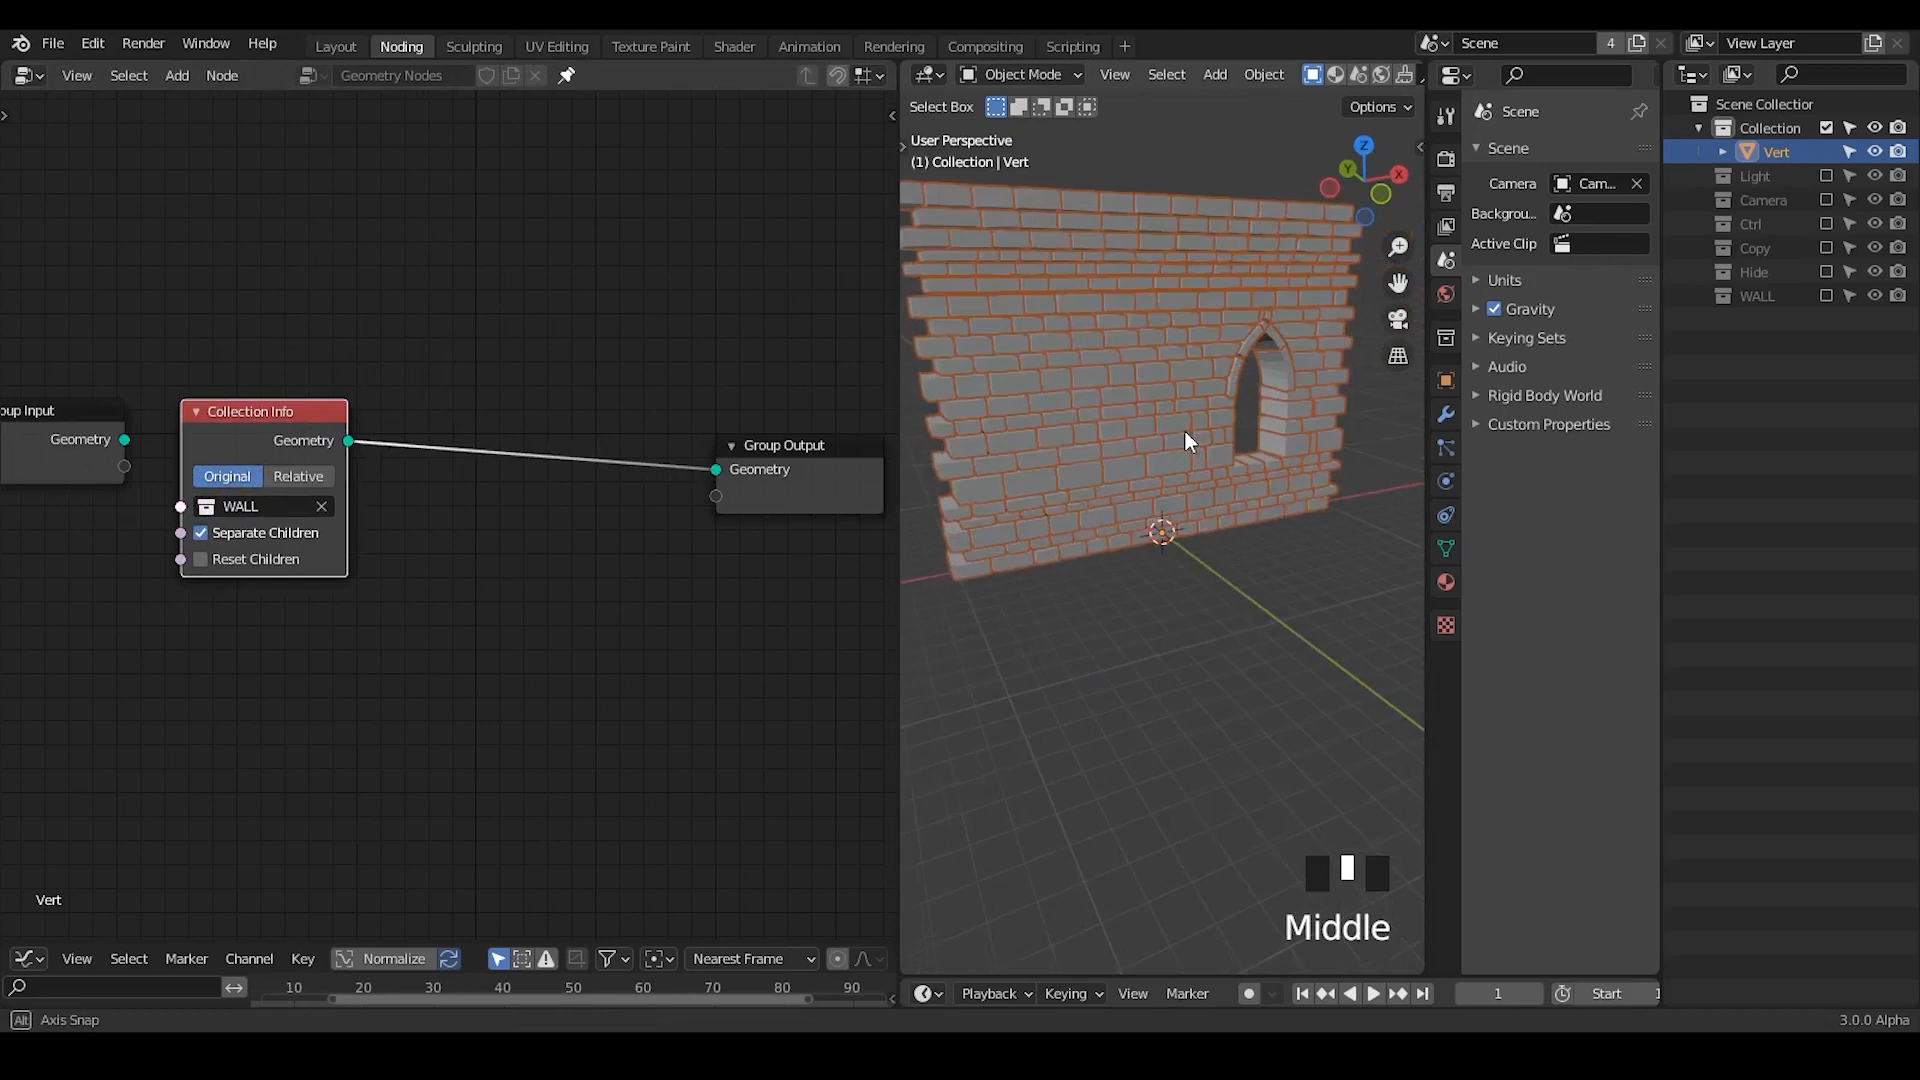 File Edit Render Window Help Layout Noding Sculpting UV Editing Texture Paint Shader Animation Rendering Compositing Scripting + Scene 4 View Layer
View Select Add Node Geometry Nodes Object Mode View Select Add Object
Select Box Options
User Perspective
(1) Collection | Vert
Z
Y
X
oup Input
Geometry
Collection Info
Geometry
Original Relative
WALL
Separate Children
Reset Children
Group Output
Geometry
Vert
Middle
Scene
Scene
Camera Cam...
Backgrou...
Active Clip
Units
Gravity
Keying Sets
Audio
Rigid Body World
Custom Properties
Scene Collectior
Collection
Vert
Light
Camera
Ctrl
Copy
Hide
WALL
View Select Marker Channel Key Normalize Nearest Frame
10 20 30 40 50 60 70 80 90
Playback Keying View Marker 1 Start 1
Alt Axis Snap
3.0.0 Alpha